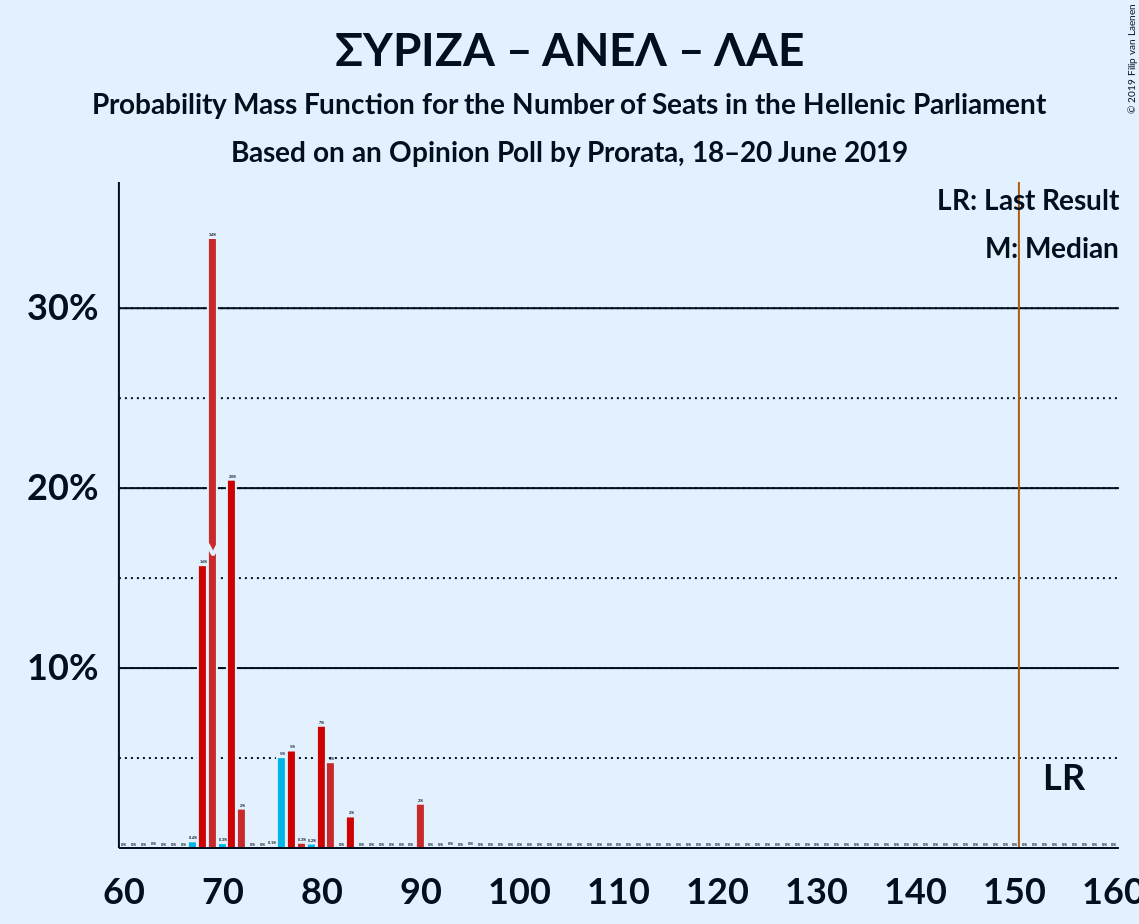 ΣΥΡΙΖΑ – ΑΝΕΛ – ΛΑΕ
Probability Mass Function for the Number of Seats in the Hellenic Parliament
Based on an Opinion Poll by Prorata, 18–20 June 2019
© 2019 Filip van Laenen
LR: Last Result
M: Median
30%
20%
10%
LR
60 70 80 90 100 110 120 130 140 150 160